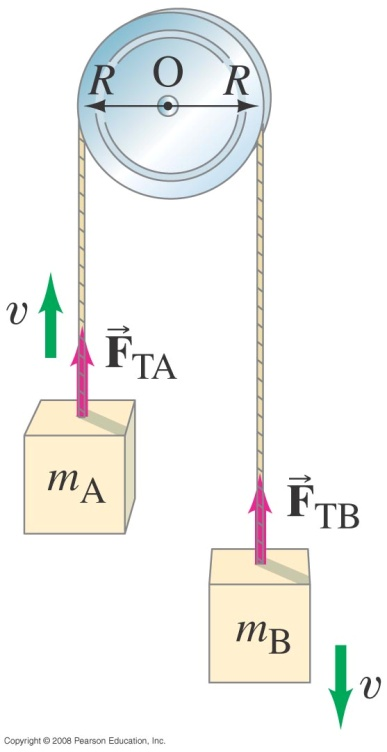 R O R
v
F⃗TA
mA
F⃗TB
mB
v
Copyright © 2008 Pearson Education, Inc.